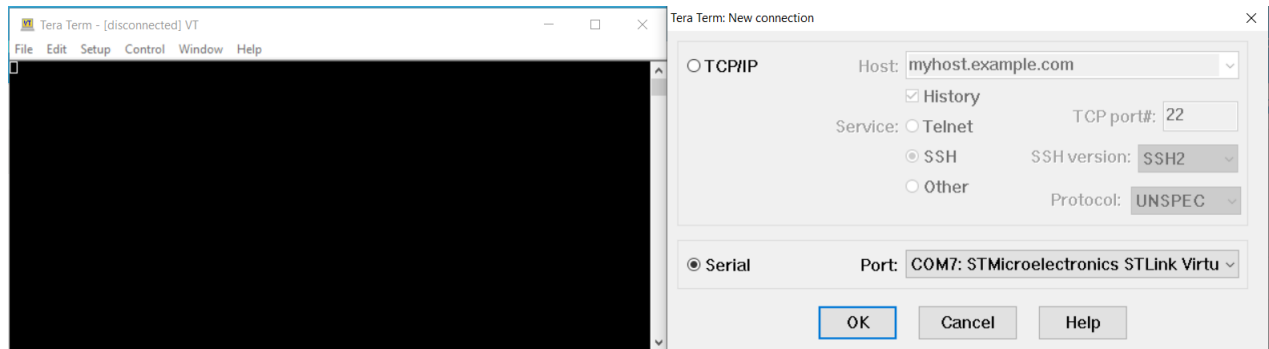 VT Tera Term - [disconnected] VT
File Edit Setup Control Window Help
Tera Term: New connection
TCP/IP Host: myhost.example.com
History
Service: Telnet TCP port#: 22
SSH SSH version: SSH2
Other Protocol: UNSPEC
Serial Port: COM7: STMicroelectronics STLink Virtu
OK Cancel Help